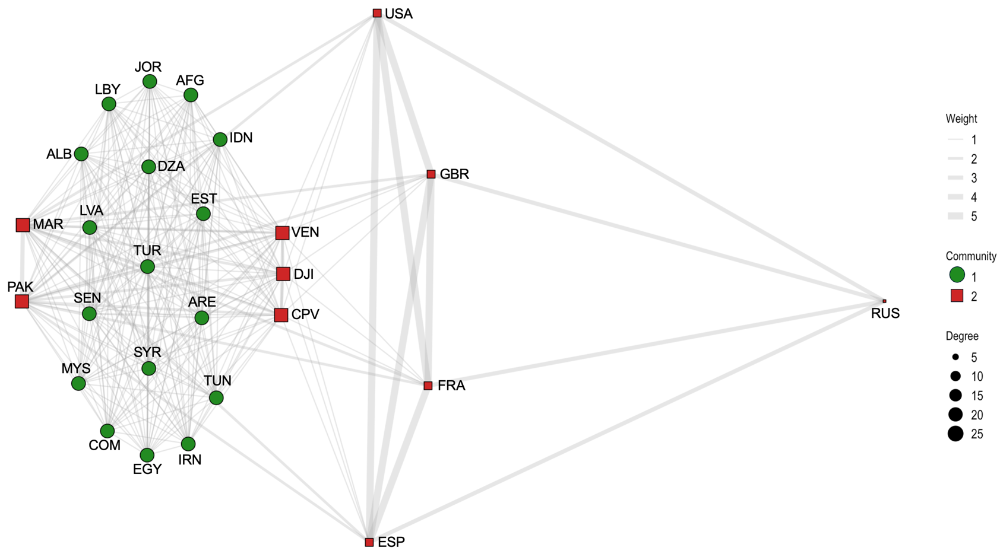 USA
JOR
AFG
LBY
IDN
ALB
DZA
GBR
EST
LVA
MAR
VEN
TUR
DJI
PAK
SEN
ARE
CPV
RUS
SYR
MYS
TUN
FRA
COM
IRN
EGY
ESP
Weight
1
2
3
4
5
Community
1
2
Degree
5
10
15
20
25